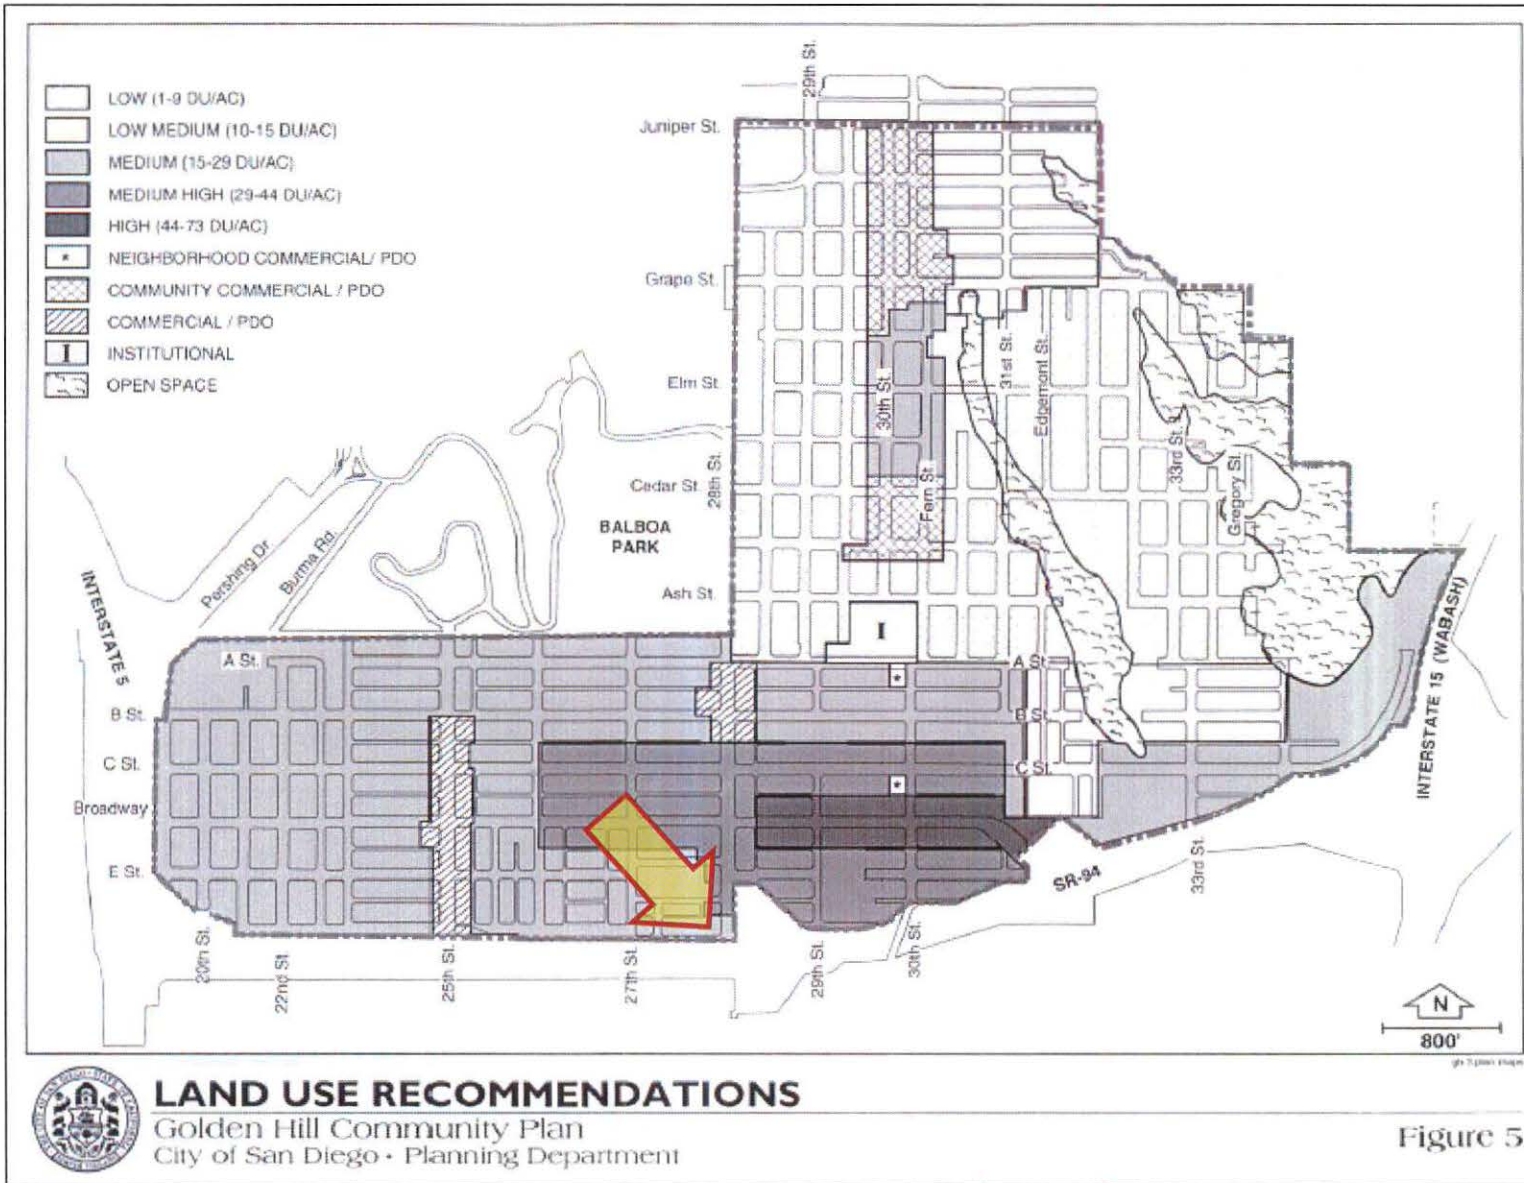 29th St.
Juniper St.
LOW (1-9 DU/AC)
LOW MEDIUM (10-15 DU/AC)
MEDIUM (15-29 DU/AC)
MEDIUM HIGH (29-44 DU/AC)
HIGH (44-73 DU/AC)
* NEIGHBORHOOD COMMERCIAL/ PDO
COMMUNITY COMMERCIAL / PDO
COMMERCIAL / PDO
I INSTITUTIONAL
OPEN SPACE
Grape St.
Elm St.
30th St.
31st St.
Edgemont St.
Cedar St.
28th St.
Fern St.
33rd St.
Gregory St.
BALBOA
PARK
Pershing Dr.
Burma Rd.
INTERSTATE 5
Ash St.
I
A St.
A St.
*
B St.
B St.
C St.
C St.
*
Broadway
E St.
INTERSTATE 15 (WABASH)
SR-94
33rd St.
20th St.
22nd St.
25th St.
27th St.
29th St.
30th St.
N
800'
LAND USE RECOMMENDATIONS
Golden Hill Community Plan
City of San Diego • Planning Department
Figure 5